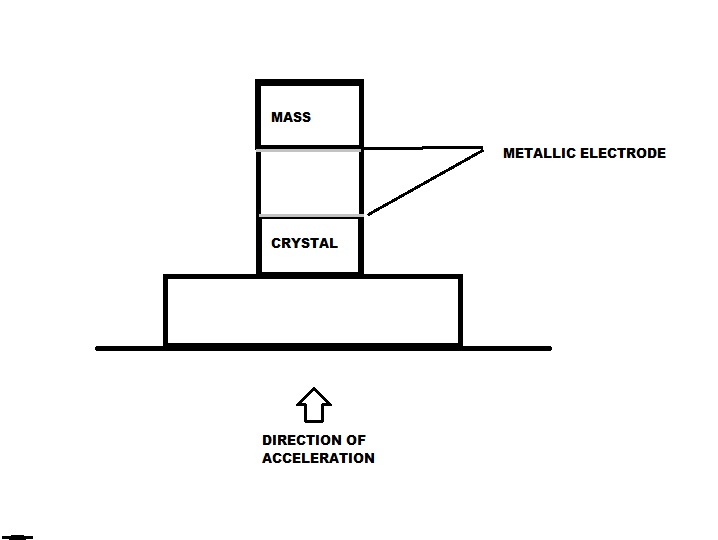 MASS
METALLIC ELECTRODE
CRYSTAL
DIRECTION OF
ACCELERATION